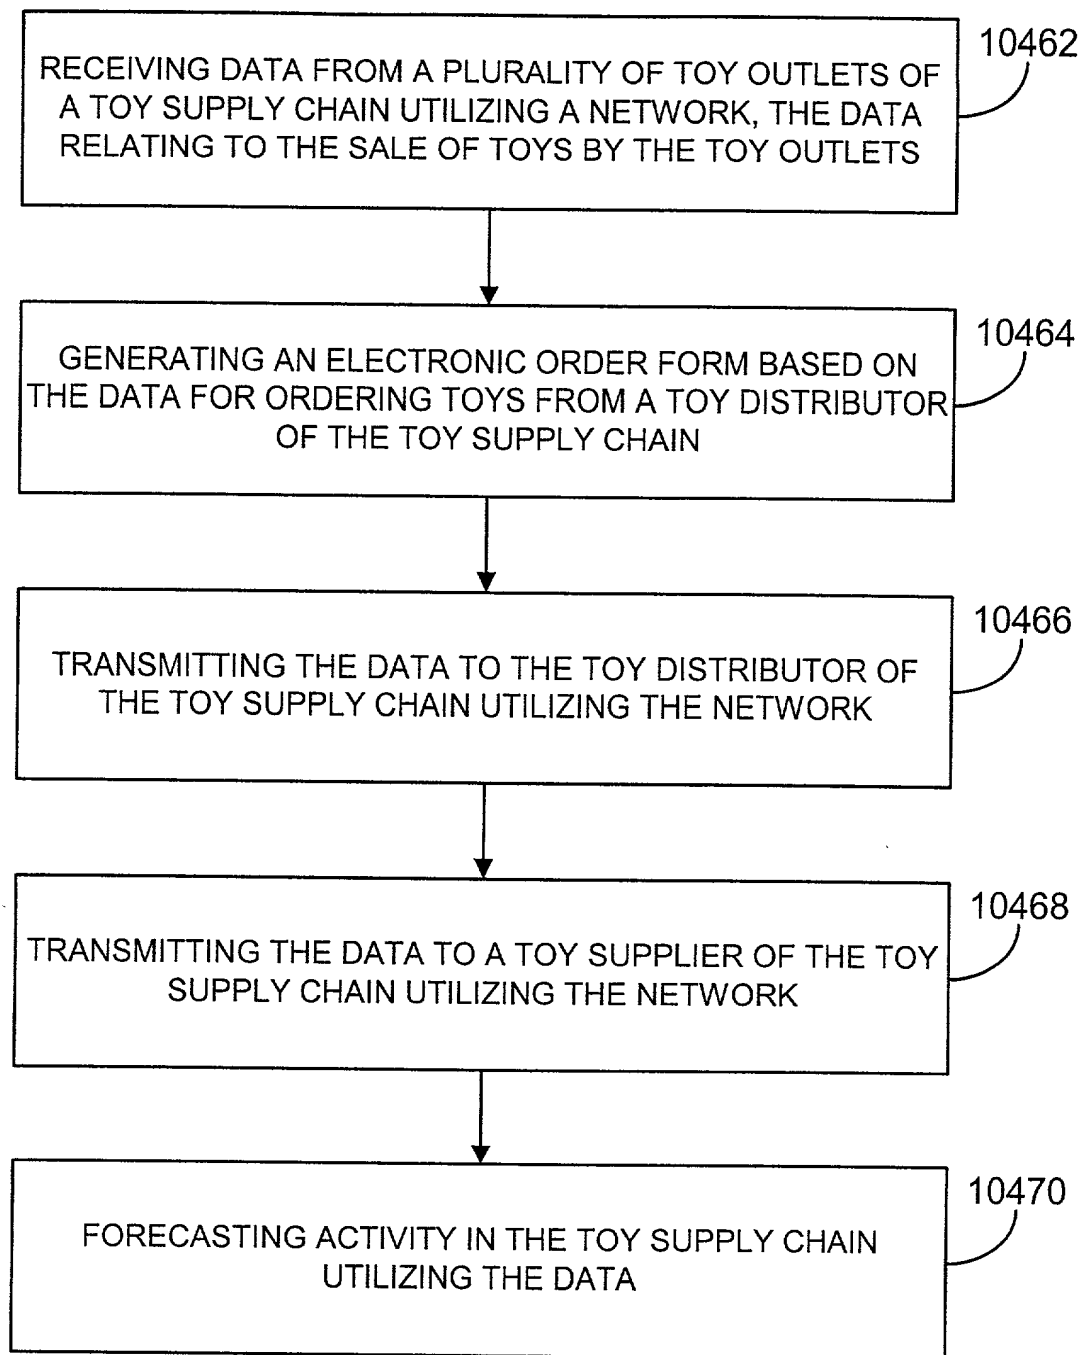 10462
RECEIVING DATA FROM A PLURALITY OF TOY OUTLETS OF
A TOY SUPPLY CHAIN UTILIZING A NETWORK, THE DATA
RELATING TO THE SALE OF TOYS BY THE TOY OUTLETS
10464
GENERATING AN ELECTRONIC ORDER FORM BASED ON
THE DATA FOR ORDERING TOYS FROM A TOY DISTRIBUTOR
OF THE TOY SUPPLY CHAIN
10466
TRANSMITTING THE DATA TO THE TOY DISTRIBUTOR OF
THE TOY SUPPLY CHAIN UTILIZING THE NETWORK
10468
TRANSMITTING THE DATA TO A TOY SUPPLIER OF THE TOY
SUPPLY CHAIN UTILIZING THE NETWORK
10470
FORECASTING ACTIVITY IN THE TOY SUPPLY CHAIN
UTILIZING THE DATA